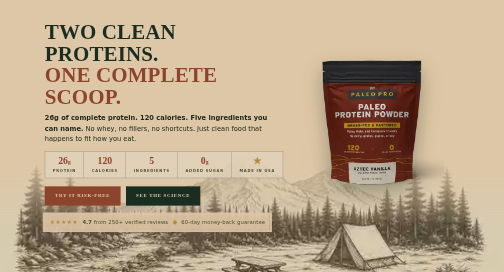 TWO CLEAN
PROTEINS.
ONE COMPLETE
SCOOP.
26g of complete protein. 120 calories. Five ingredients you
can name. No whey, no fillers, no shortcuts. Just clean food that
happens to fit how you eat.
26g PROTEIN
120 CALORIES
5 INGREDIENTS
0g ADDED SUGAR
★ MADE IN USA
TRY IT RISK-FREE
SEE THE SCIENCE
★★★★★ 4.7 from 250+ verified reviews ● 60-day money-back guarantee
PALEO PRO
PALEO
PROTEIN POWDER
120
0
AZTEC VANILLA